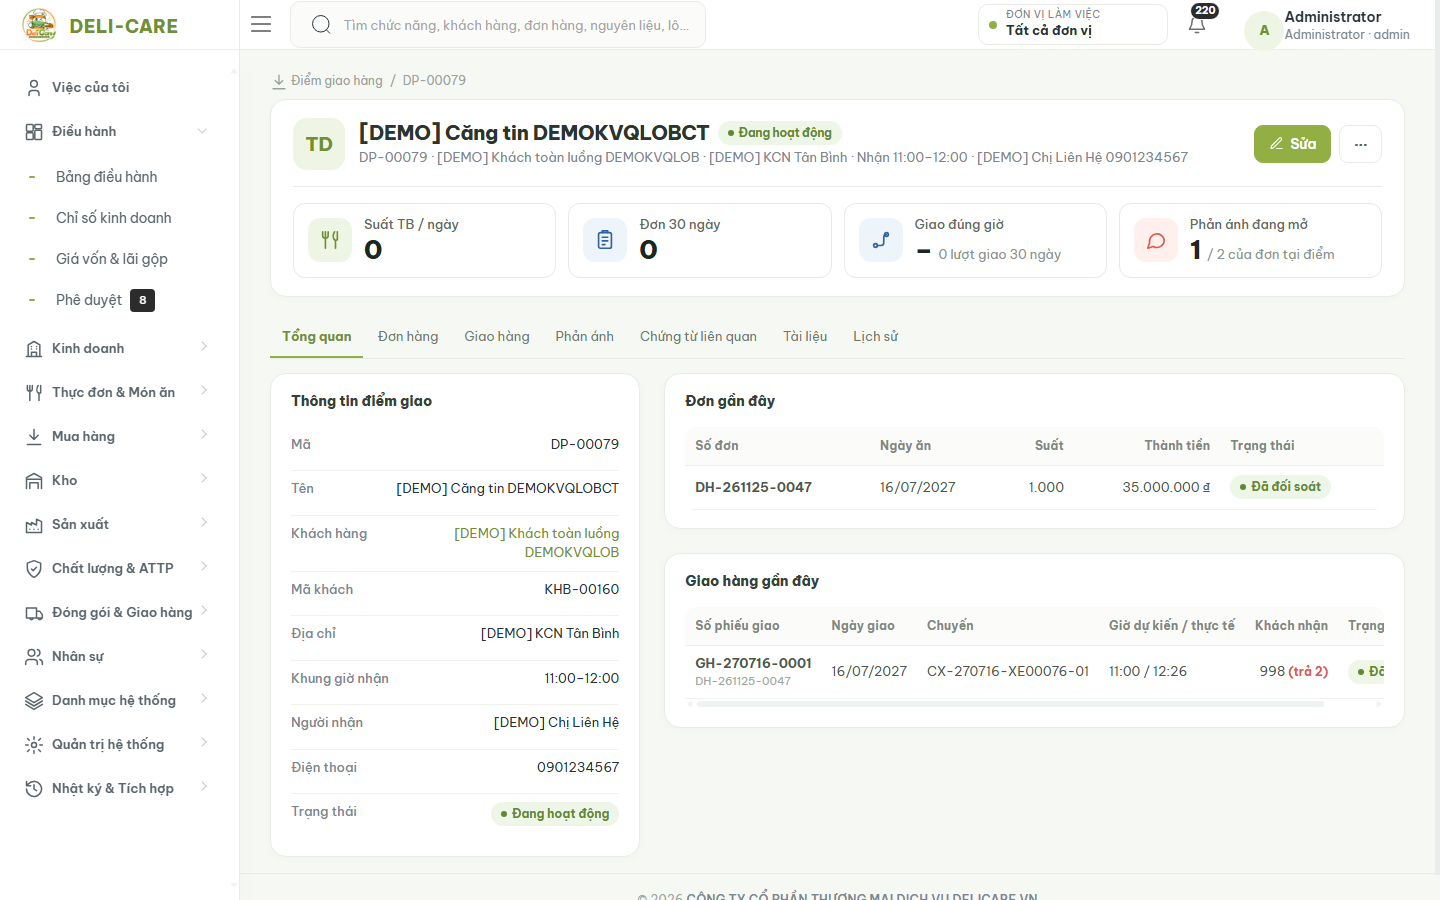 DELI-CARE
Tìm chức năng, khách hàng, đơn hàng, nguyên liệu, lô...
ĐƠN VỊ LÀM VIỆC
Tất cả đơn vị
220
A
Administrator
Administrator · admin
Việc của tôi
Điều hành
Bảng điều hành
Chỉ số kinh doanh
Giá vốn & lãi gộp
Phê duyệt 8
Kinh doanh
Thực đơn & Món ăn
Mua hàng
Kho
Sản xuất
Chất lượng & ATTP
Đóng gói & Giao hàng
Nhân sự
Danh mục hệ thống
Quản trị hệ thống
Nhật ký & Tích hợp
Điểm giao hàng / DP-00079
TD
[DEMO] Căng tin DEMOKVQLOBCT
Đang hoạt động
DP-00079 · [DEMO] Khách toàn luồng DEMOKVQLOB · [DEMO] KCN Tân Bình · Nhận 11:00–12:00 · [DEMO] Chị Liên Hệ 0901234567
Sửa
...
Suất TB / ngày
0
Đơn 30 ngày
0
Giao đúng giờ
– 0 lượt giao 30 ngày
Phản ánh đang mở
1 / 2 của đơn tại điểm
Tổng quan
Đơn hàng
Giao hàng
Phản ánh
Chứng từ liên quan
Tài liệu
Lịch sử
Thông tin điểm giao
Mã DP-00079
Tên [DEMO] Căng tin DEMOKVQLOBCT
Khách hàng [DEMO] Khách toàn luồng
DEMOKVQLOB
Mã khách KHB-00160
Địa chỉ [DEMO] KCN Tân Bình
Khung giờ nhận 11:00–12:00
Người nhận [DEMO] Chị Liên Hệ
Điện thoại 0901234567
Trạng thái Đang hoạt động
Đơn gần đây
Số đơn Ngày ăn Suất Thành tiền Trạng thái
DH-261125-0047 16/07/2027 1.000 35.000.000 ₫ Đã đối soát
Giao hàng gần đây
Số phiếu giao Ngày giao Chuyến Giờ dự kiến / thực tế Khách nhận Trạng
GH-270716-0001 16/07/2027 CX-270716-XE00076-01 11:00 / 12:26 998 (trả 2)
DH-261125-0047
© 2026 CÔNG TY CỔ PHẦN THƯƠNG MẠI DỊCH VỤ DELICARE VN